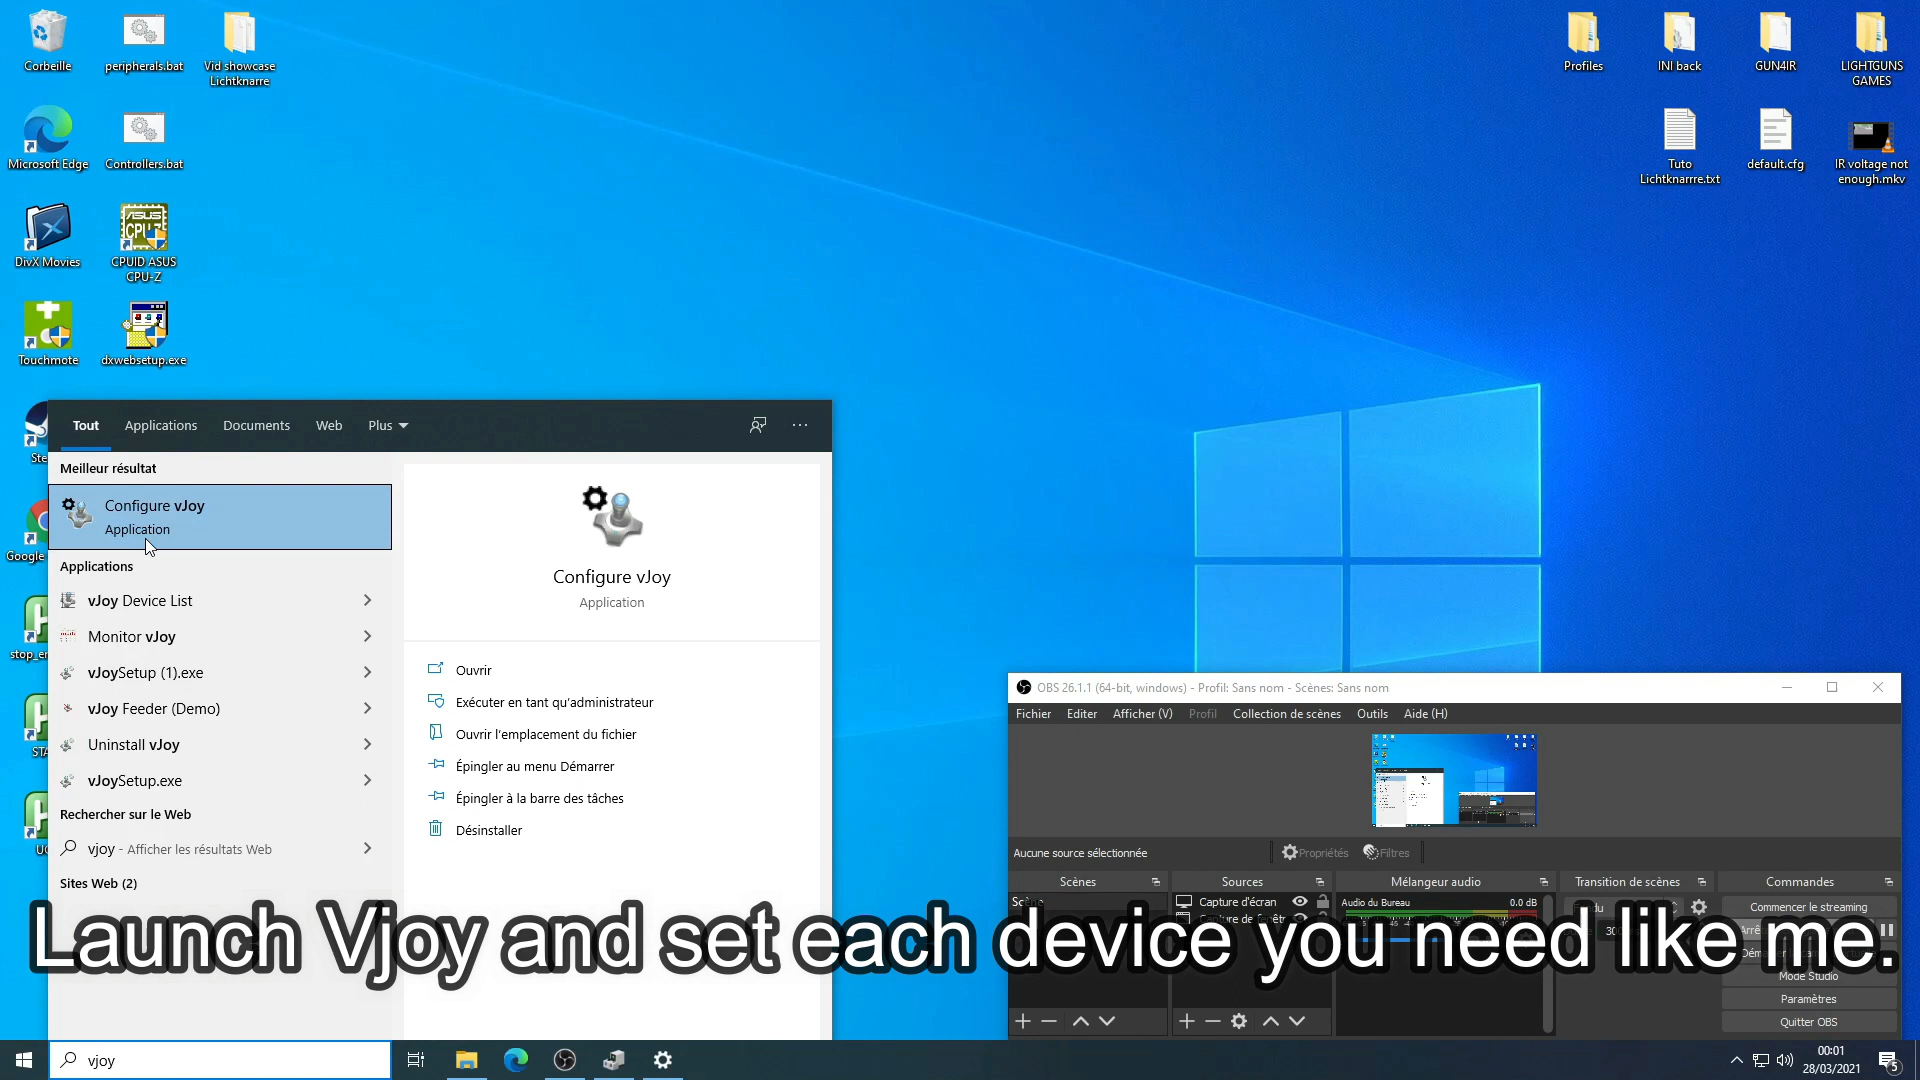 Corbeille
peripherals.bat
Vid showcase
Lichtknarre
Profiles
INI back
GUN4IR
LIGHTGUNS
GAMES
Microsoft Edge
Controllers.bat
Tuto
Lichtknarrre.txt
default.cfg
IR voltage not
enough.mkv
DivX Movies
CPUID ASUS
CPU-Z
Touchmote
dxwebsetup.exe
Tout
Applications
Documents
Web
Plus
Meilleur résultat
Configure vJoy
Application
Applications
vJoy Device List
Monitor vJoy
vJoySetup (1).exe
vJoy Feeder (Demo)
Uninstall vJoy
vJoySetup.exe
Rechercher sur le Web
vjoy - Afficher les résultats Web
Sites Web (2)
Configure vJoy
Application
Ouvrir
Exécuter en tant qu'administrateur
Ouvrir l'emplacement du fichier
Épingler au menu Démarrer
Épingler à la barre des tâches
Désinstaller
Google
OBS 26.1.1 (64-bit, windows) - Profil: Sans nom - Scènes: Sans nom
Fichier
Editer
Afficher (V)
Profil
Collection de scènes
Outils
Aide (H)
Aucune source sélectionnée
Propriétés
Filtres
Scènes
Sources
Mélangeur audio
Transition de scènes
Commandes
Scène
Capture d'écran
Audio du Bureau
0.0 dB
Commencer le streaming
Launch Vjoy and set each device you need like me.
Mode Studio
Paramètres
Quitter OBS
vjoy
00:01
28/03/2021
5